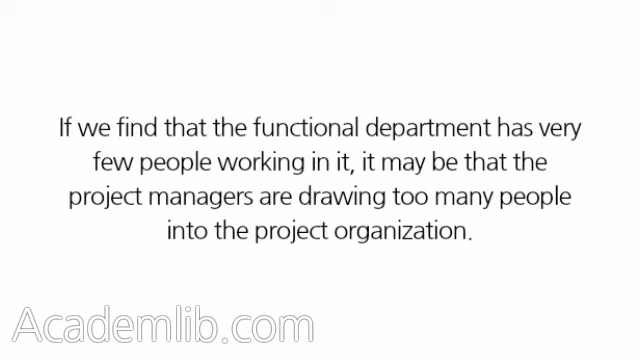 If we find that the functional department has very
few people working in it, it may be that the
project managers are drawing too many people
into the project organization.
Academlib.com